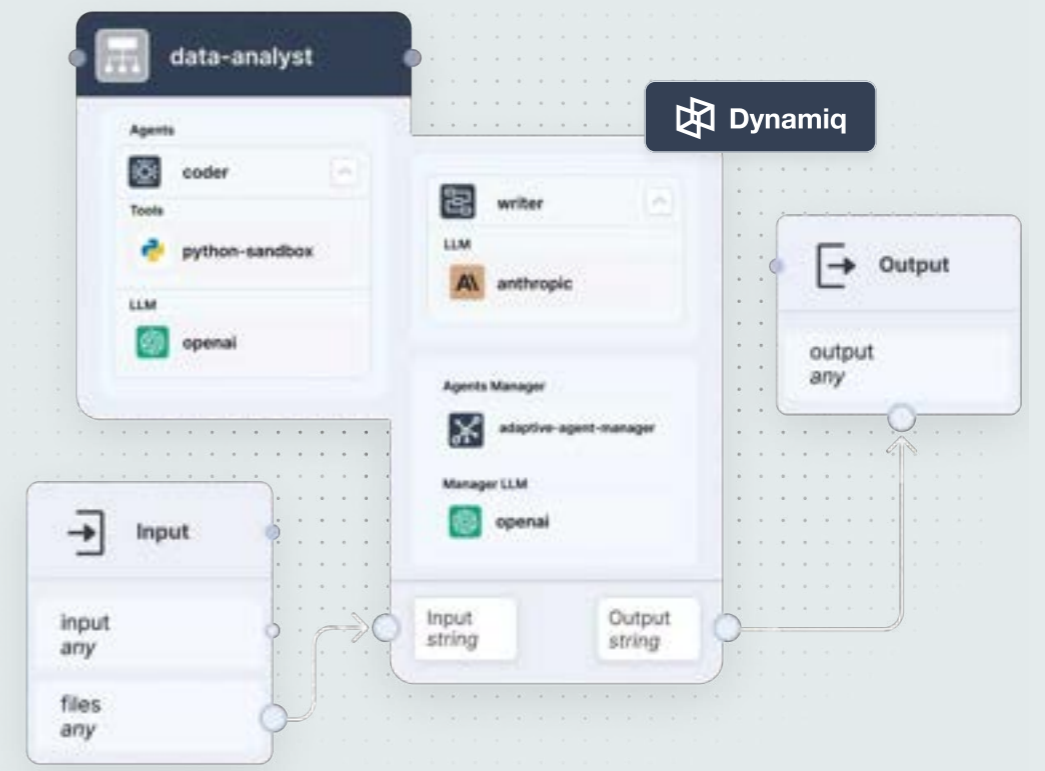 data-analyst
Agents
coder
Tools
python-sandbox
LLM
openai
Dynamiq
writer
LLM
anthropic
Agents Manager
adaptive-agent-manager
Manager LLM
openai
Input
string
Output
string
Input
input
any
files
any
Output
output
any